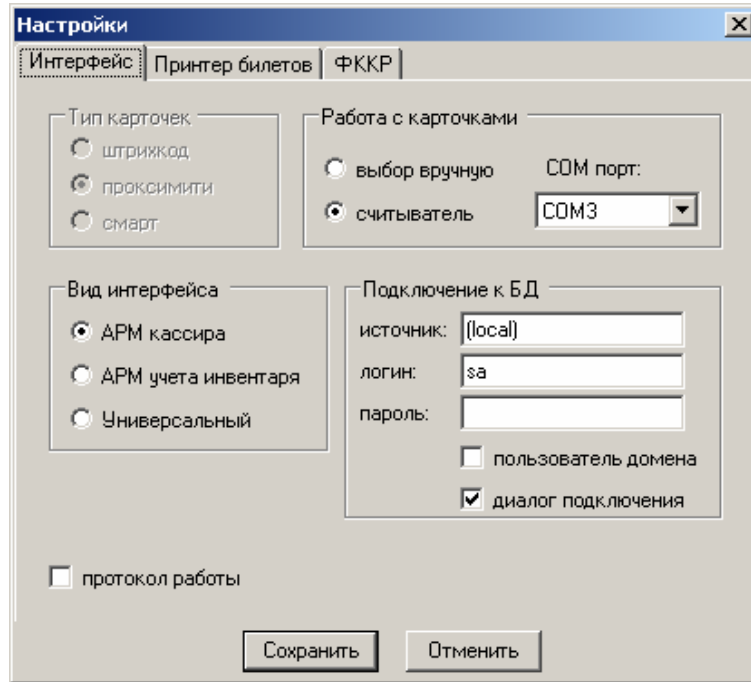 Настройки
Интерфейс Принтер билетов ФККР
Тип карточек
штрихкод
проксимити
смарт
Работа с карточками
выбор вручную
считыватель
COM порт:
COM3
Вид интерфейса
АРМ кассира
АРМ учета инвентаря
Универсальный
Подключение к БД
источник: (local)
логин: sa
пароль:
пользователь домена
диалог подключения
протокол работы
Сохранить Отменить